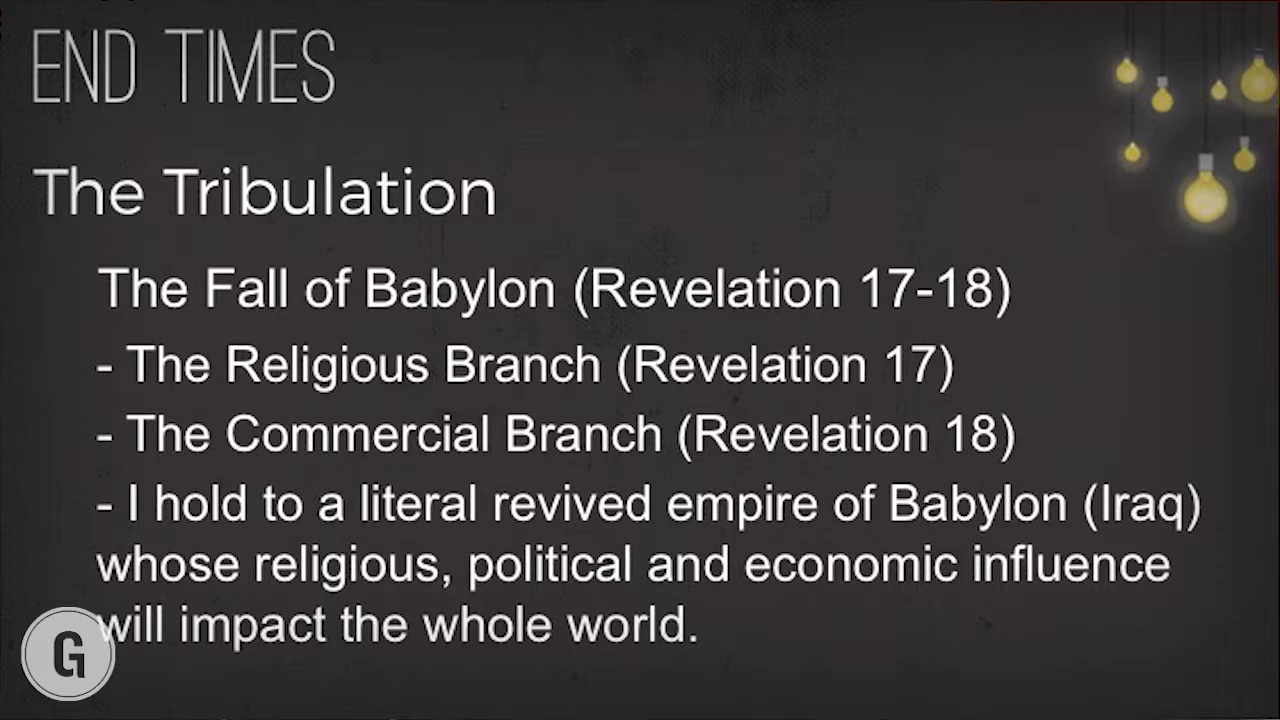 END TIMES
The Tribulation
The Fall of Babylon (Revelation 17-18)
- The Religious Branch (Revelation 17)
- The Commercial Branch (Revelation 18)
- I hold to a literal revived empire of Babylon (Iraq)
whose religious, political and economic influence
will impact the whole world.
G